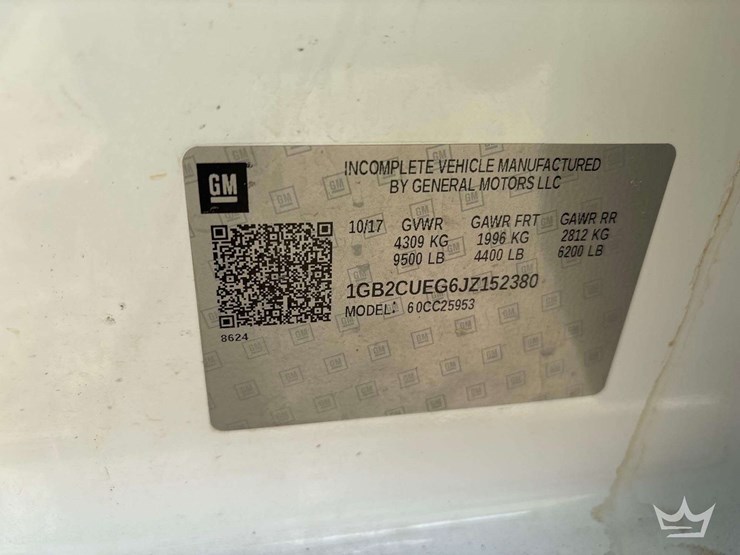 GM
INCOMPLETE VEHICLE MANUFACTURED
BY GENERAL MOTORS LLC
10/17 GVWR GAWR FRT GAWR RR
4309 KG 1996 KG 2812 KG
9500 LB 4400 LB 6200 LB
1GB2CUEG6JZ152380
MODEL: 60CC25953
8624